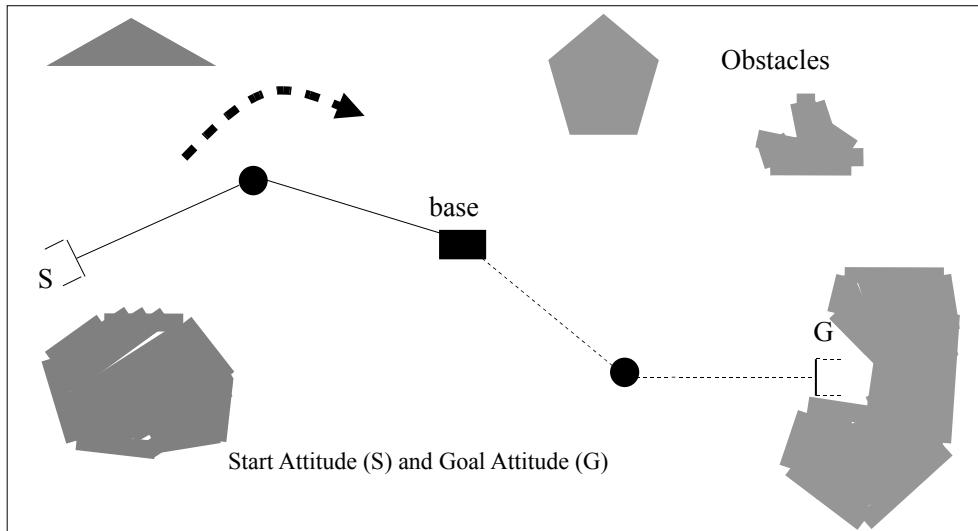 Obstacles
base
S
G
Start Attitude (S) and Goal Attitude (G)